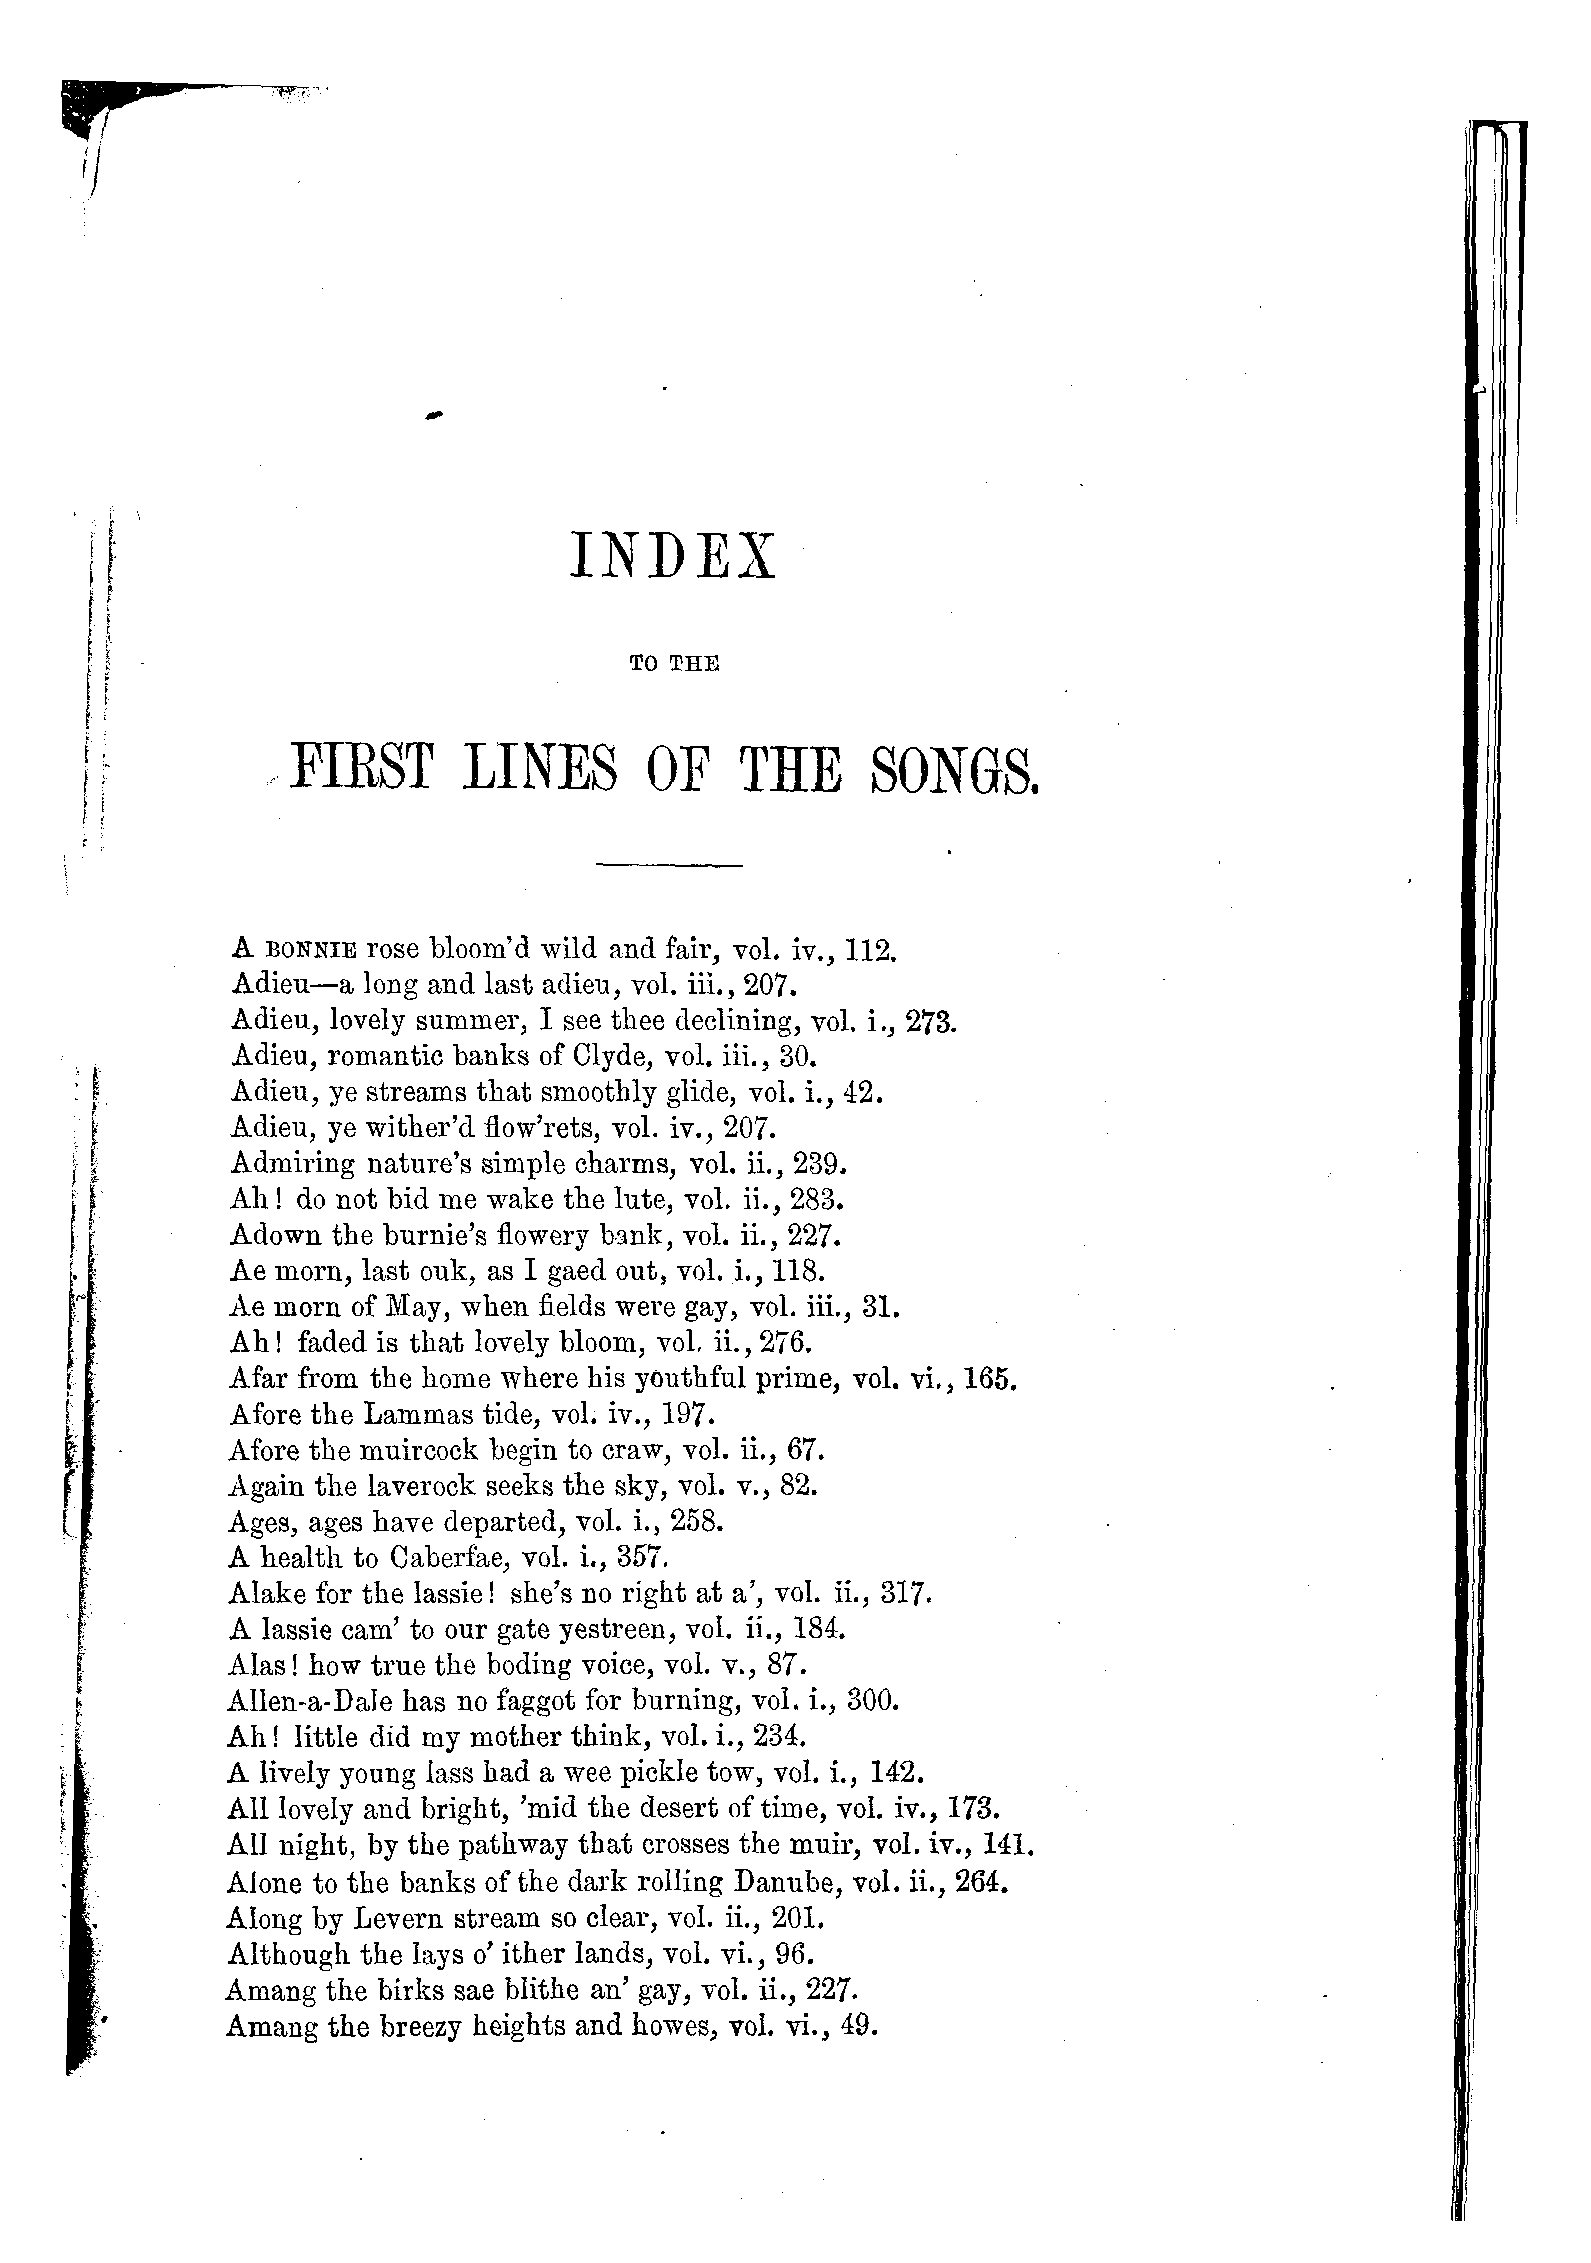 INDEX
TO THE
FIRST LINES OF THE SONGS.
A BONNIE rose bloom'd wild and fair, vol. iv., 112.
Adieu—a long and last adieu, vol. iii., 207.
Adieu, lovely summer, I see thee declining, vol. i., 273.
Adieu, romantic banks of Clyde, vol. iii., 30.
Adieu, ye streams that smoothly glide, vol. i., 42.
Adieu, ye wither'd flow'rets, vol. iv., 207.
Admiring nature's simple charms, vol. ii., 239.
Ah! do not bid me wake the lute, vol. ii., 283.
Adown the burnie's flowery bank, vol. ii., 227.
Ae morn, last ouk, as I gaed out, vol. i., 118.
Ae morn of May, when fields were gay, vol. iii., 31.
Ah! faded is that lovely bloom, vol. ii., 276.
Afar from the home where his youthful prime, vol. vi., 165.
Afore the Lammas tide, vol. iv., 197.
Afore the muircock begin to craw, vol. ii., 67.
Again the laverock seeks the sky, vol. v., 82.
Ages, ages have departed, vol. i., 258.
A health to Caberfae, vol. i., 357.
Alake for the lassie! she's no right at a', vol. ii., 317.
A lassie cam' to our gate yestreen, vol. ii., 184.
Alas! how true the boding voice, vol. v., 87.
Allen-a-Dale has no faggot for burning, vol. i., 300.
Ah! little did my mother think, vol. i., 234.
A lively young lass had a wee pickle tow, vol. i., 142.
All lovely and bright, 'mid the desert of time, vol. iv., 173.
All night, by the pathway that crosses the muir, vol. iv., 141.
Alone to the banks of the dark rolling Danube, vol. ii., 264.
Along by Levern stream so clear, vol. ii., 201.
Although the lays o' ither lands, vol. vi., 96.
Amang the birks sae blithe an' gay, vol. ii., 227.
Amang the breezy heights and howes, vol. vi., 49.